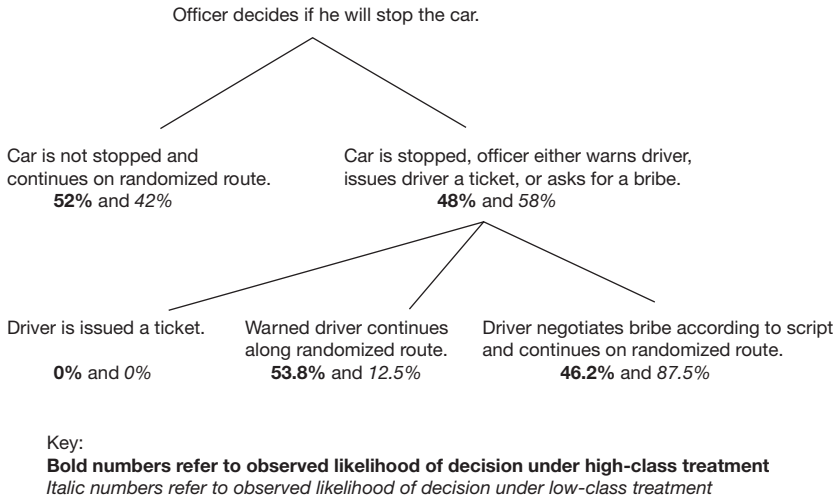 Officer decides if he will stop the car.
Car is not stopped and
continues on randomized route.
52% and 42%
Car is stopped, officer either warns driver,
issues driver a ticket, or asks for a bribe.
48% and 58%
Driver is issued a ticket.
0% and 0%
Warned driver continues
along randomized route.
53.8% and 12.5%
Driver negotiates bribe according to script
and continues on randomized route.
46.2% and 87.5%
Key:
Bold numbers refer to observed likelihood of decision under high-class treatment
Italic numbers refer to observed likelihood of decision under low-class treatment